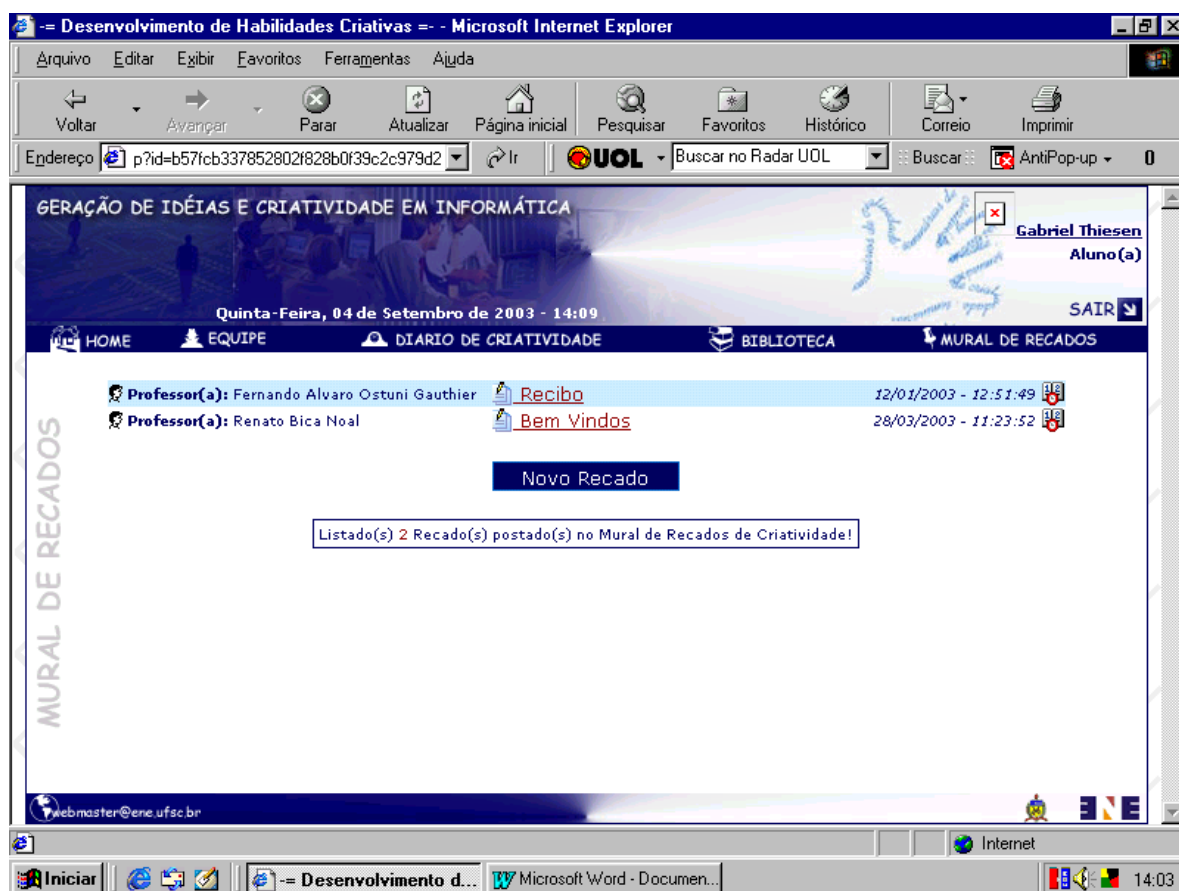 -= Desenvolvimento de Habilidades Criativas =- - Microsoft Internet Explorer
Arquivo Editar Exibir Favoritos Ferramentas Ajuda
Voltar Avançar Parar Atualizar Página inicial Pesquisar Favoritos Histórico Correio Imprimir
Endereço p?id=b57fcb337852802f828b0f39c2c979d2 Ir UOL Buscar no Radar UOL Buscar AntiPop-up 0
GERAÇÃO DE IDÉIAS E CRIATIVIDADE EM INFORMÁTICA
Gabriel Thiesen
Aluno(a)
Quinta-Feira, 04 de Setembro de 2003 - 14:09
SAIR
HOME EQUIPE DIARIO DE CRIATIVIDADE BIBLIOTECA MURAL DE RECADOS
Professor(a): Fernando Alvaro Ostuni Gauthier Recibo 12/01/2003 - 12:51:49
Professor(a): Renato Bica Noal Bem Vindos 28/03/2003 - 11:23:52
MURAL DE RECADOS
Novo Recado
Listado(s) 2 Recado(s) postado(s) no Mural de Recados de Criatividade!
webmaster@ene.ufsc.br
ENE
Internet
Iniciar -= Desenvolvimento d... Microsoft Word - Documen... 14:03